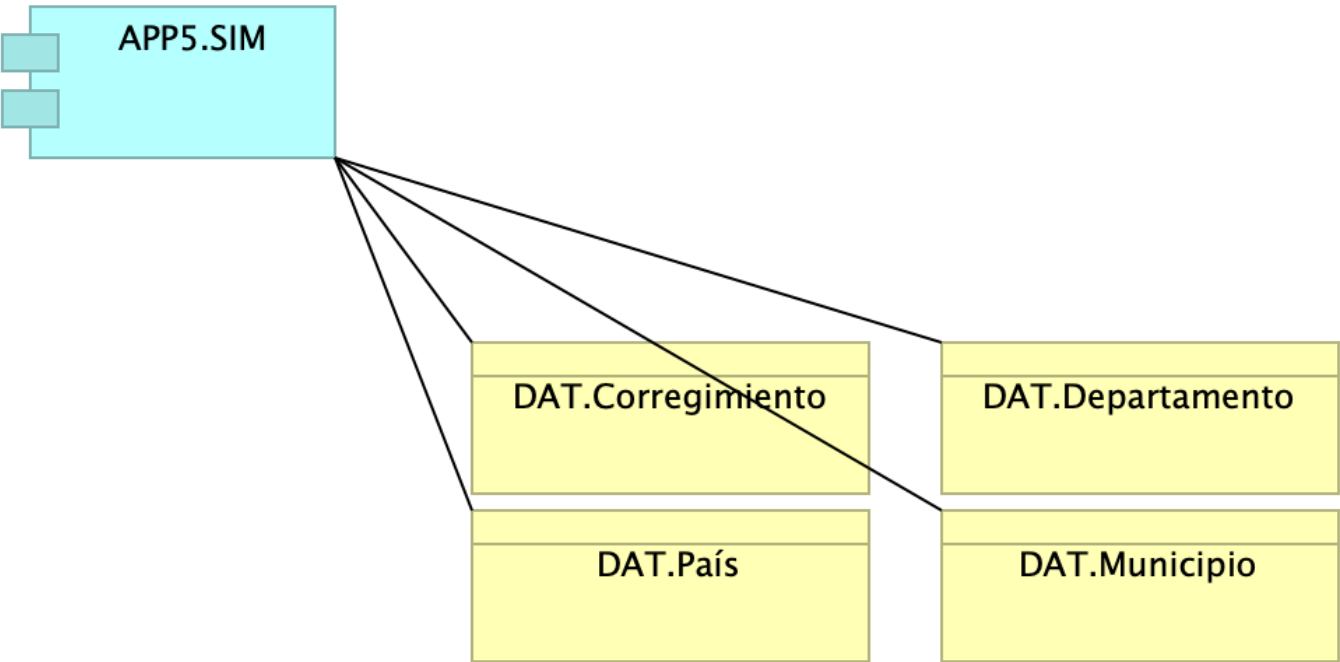 APP5.SIM
DAT.Corregimiento
DAT.Departamento
DAT.País
DAT.Municipio